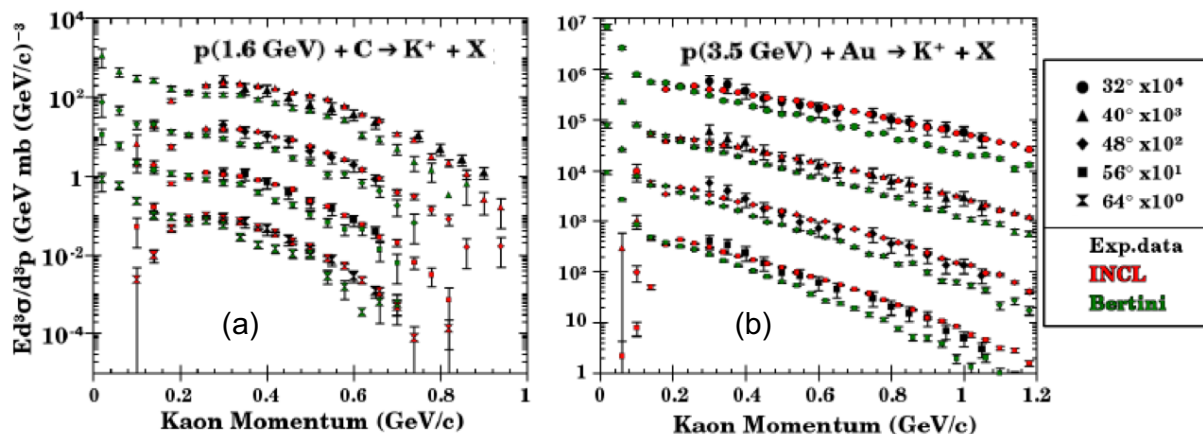 p(1.6 GeV) + C → K⁺ + X
Ed³σ/d³p (GeV mb (GeV/c)⁻³
10⁴
10²
1
10⁻²
10⁻⁴
(a)
0 0.2 0.4 0.6 0.8 1
Kaon Momentum (GeV/c)
p(3.5 GeV) + Au → K⁺ + X
10⁷
10⁶
10⁵
10⁴
10³
10²
10
1
(b)
0 0.2 0.4 0.6 0.8 1.0 1.2
Kaon Momentum (GeV/c)
32° x10⁴
40° x10³
48° x10²
56° x10¹
64° x10⁰
Exp.data
INCL
Bertini